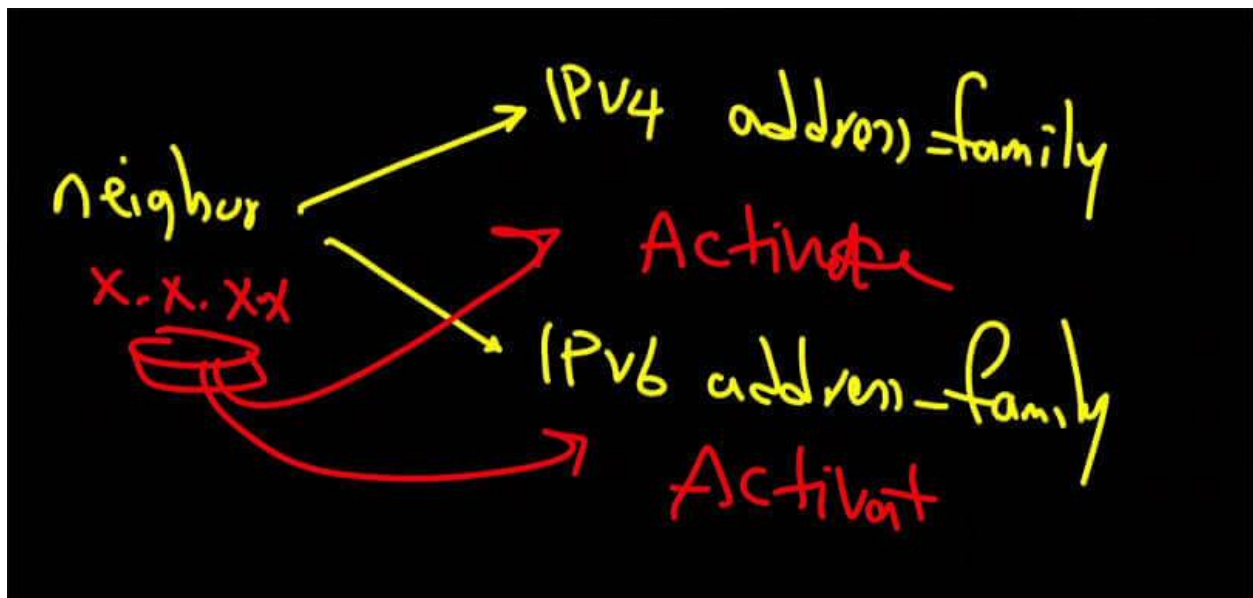 IPv4 address-family
neighur
Activate
x.x.x.x
IPv6 address-family
Activat